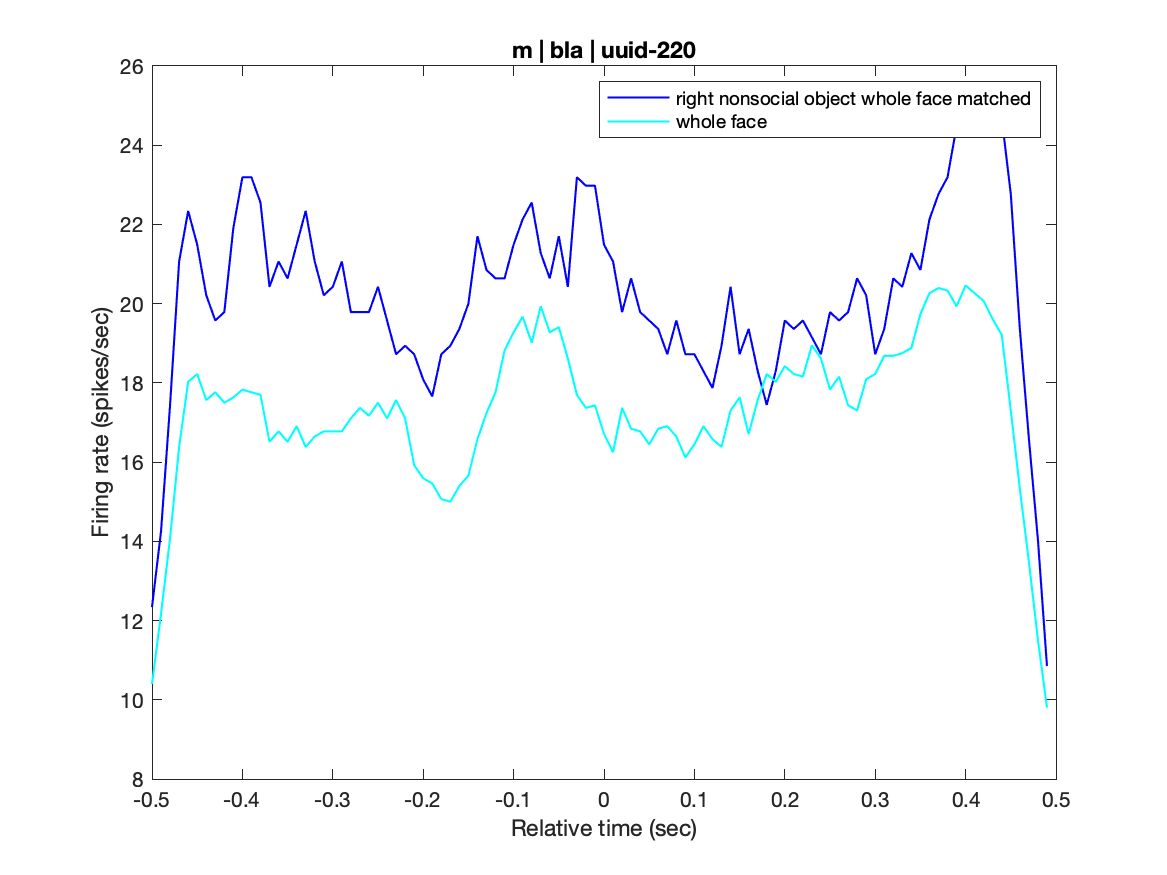 m | bla | uuid-220
right nonsocial object whole face matched
whole face
Firing rate (spikes/sec)
26
24
22
20
18
16
14
12
10
8
-0.5 -0.4 -0.3 -0.2 -0.1 0 0.1 0.2 0.3 0.4 0.5
Relative time (sec)